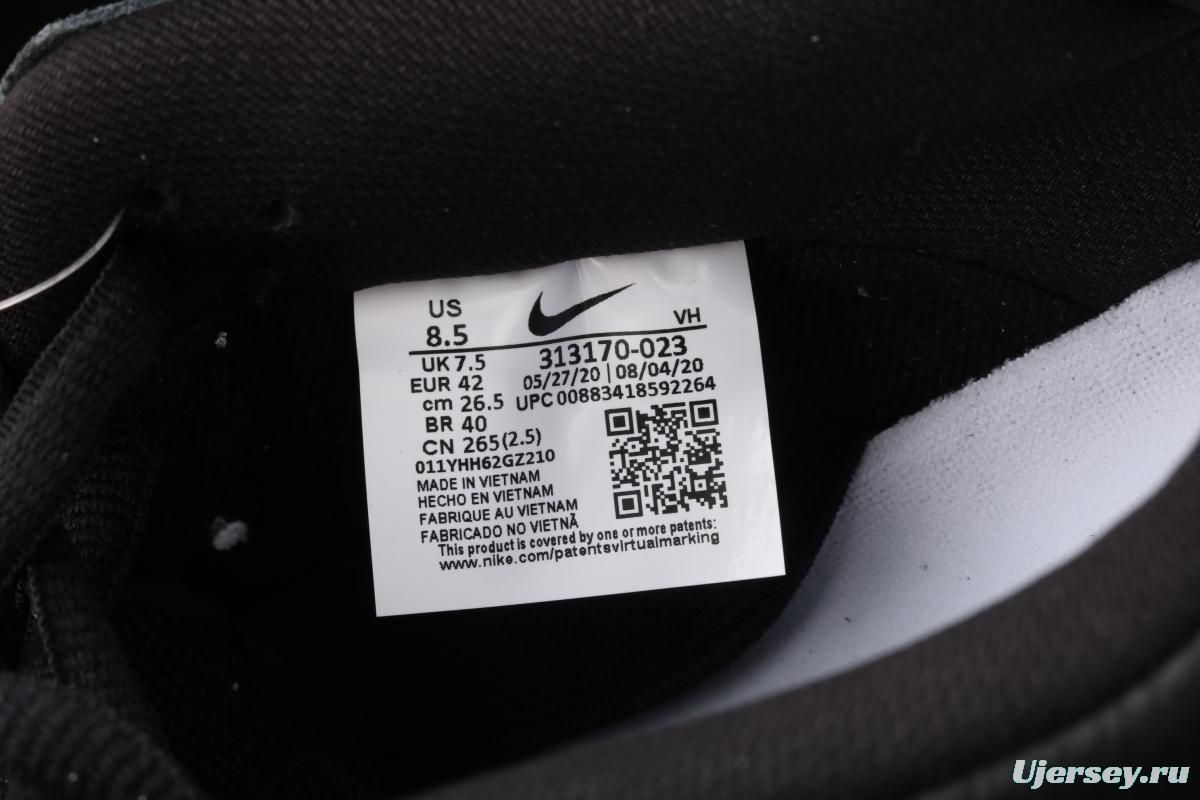 US
8.5
VH
UK 7.5
313170-023
EUR 42
05/27/20 | 08/04/20
cm 26.5
UPC 00883418592264
BR 40
CN 265(2.5)
011YHH62GZ210
MADE IN VIETNAM
HECHO EN VIETNAM
FABRIQUE AU VIETNAM
FABRICADO NO VIETNÃ
This product is covered by one or more patents:
www.nike.com/patentsvirtualmarking
Ujersey.ru